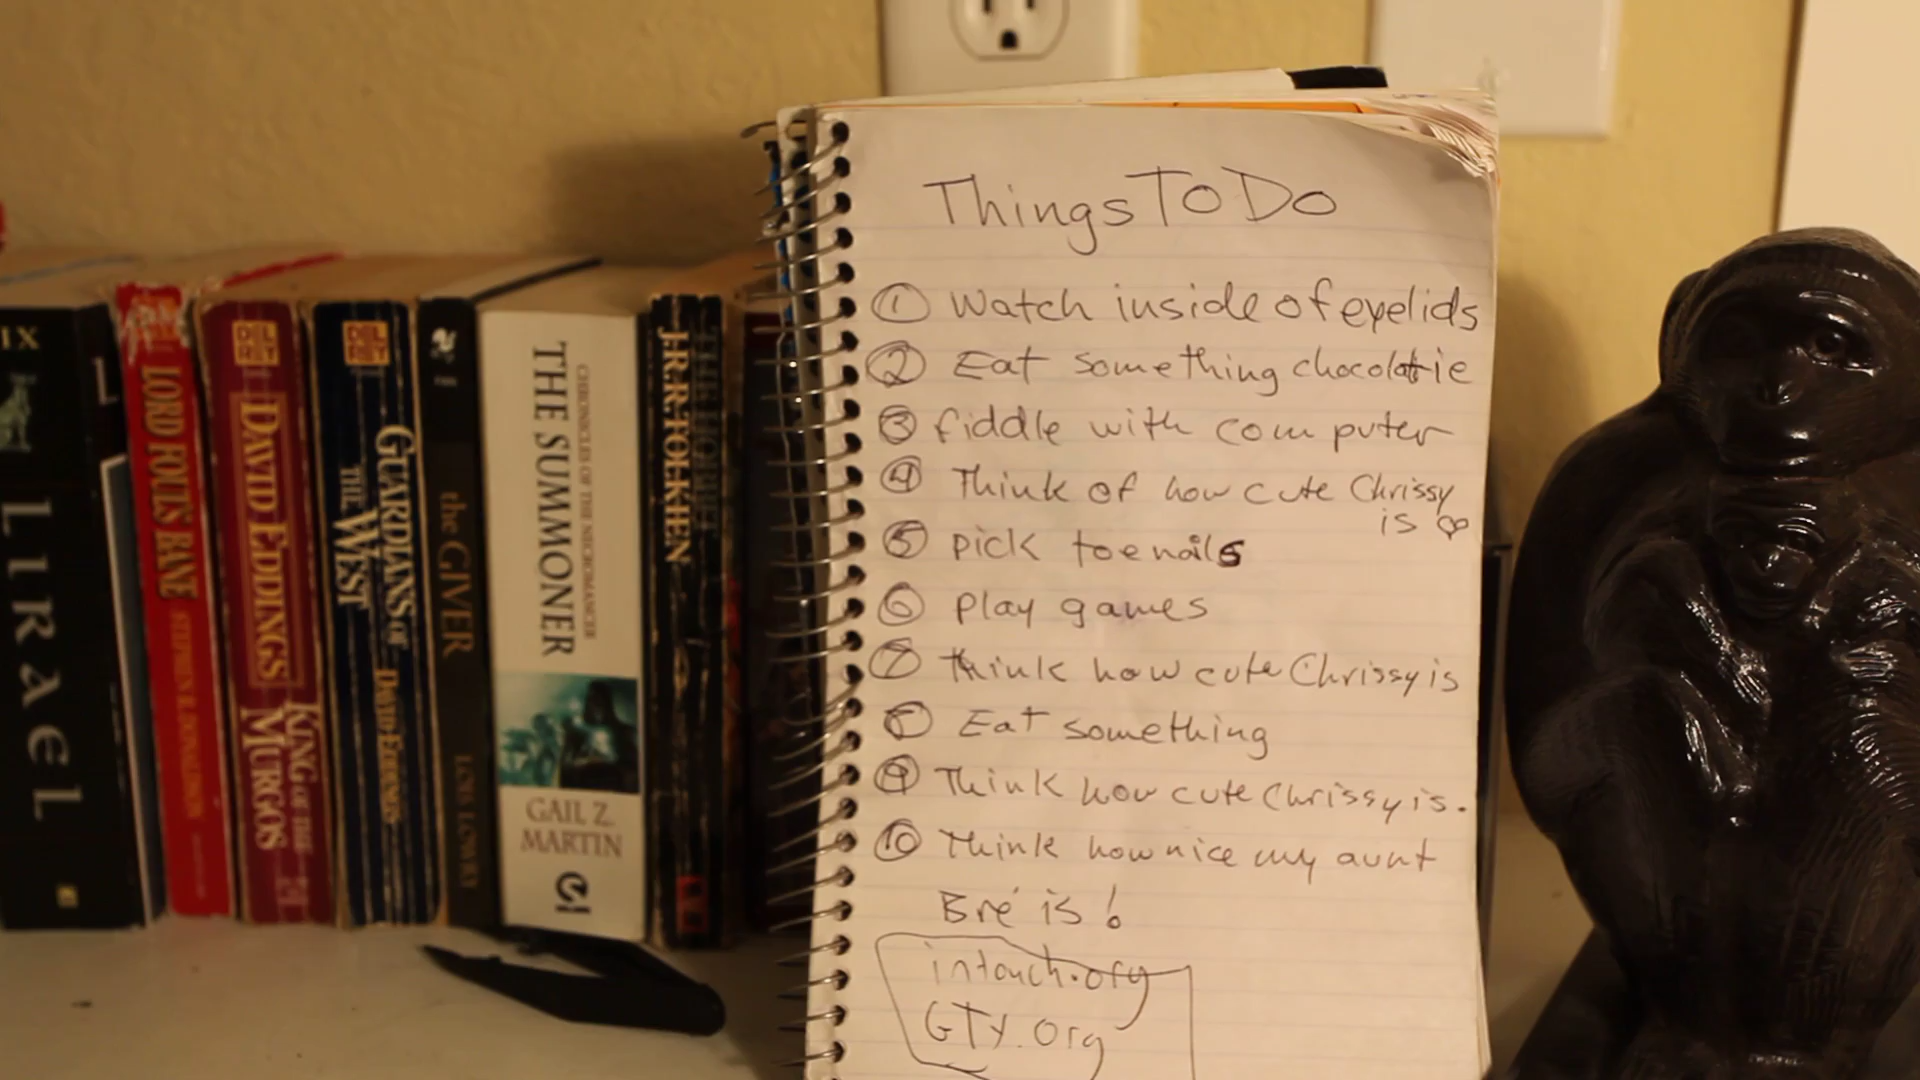 IX
LIRAEL
LORD FOUL'S BANE
STEPHEN R. DONALDSON
DEL REY
DAVID EDDINGS
KING OF THE
MURGOS
DEL REY
GUARDIANS OF
THE WEST
DAVID EDDINGS
the GIVER
LOIS LOWRY
CHRONICLES OF THE NECROMANCER
THE SUMMONER
GAIL Z.
MARTIN
J.R.R. TOLKIEN
Things To Do
1 Watch inside of eyelids
2 Eat something chocolatie
3 fiddle with computer
4 Think of how cute Chrissy
is ♡
5 pick toenails
6 play games
7 think how cute Chrissy is
8 Eat something
9 Think how cute Chrissy is.
10 Think how nice my aunt
Bre' is!
intouch.org
GTY.org